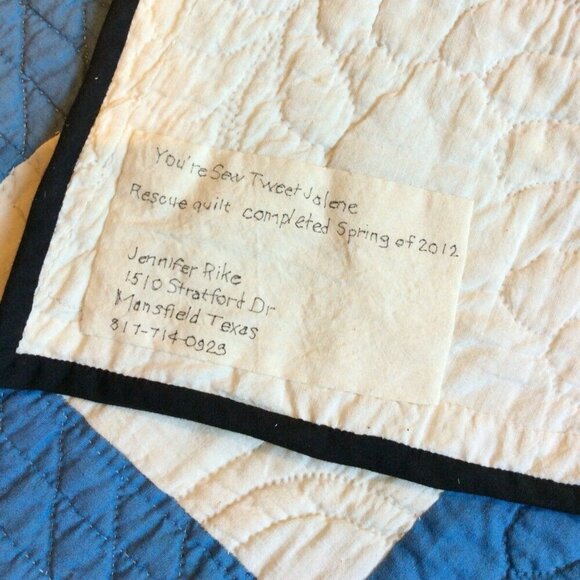 You're Sew Tweet Jalene
Rescue quilt completed Spring of 2012
Jennifer Rike
1510 Stratford Dr
Mansfield Texas
817-714-0923